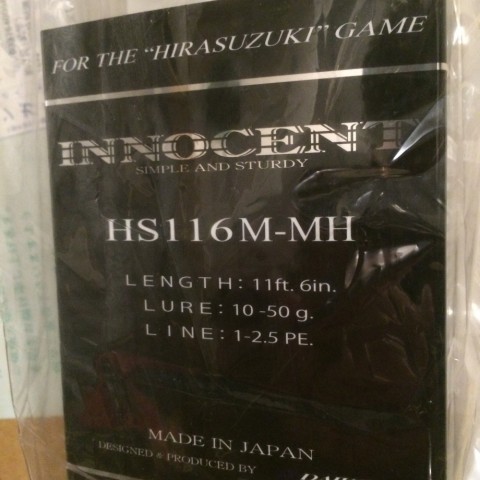 FOR THE "HIRASUZUKI" GAME
INNOCENT
SIMPLE AND STURDY
HS116M-MH
LENGTH: 11ft. 6in.
LURE: 10-50 g.
LINE: 1-2.5 PE.
MADE IN JAPAN
DESIGNED & PRODUCED BY